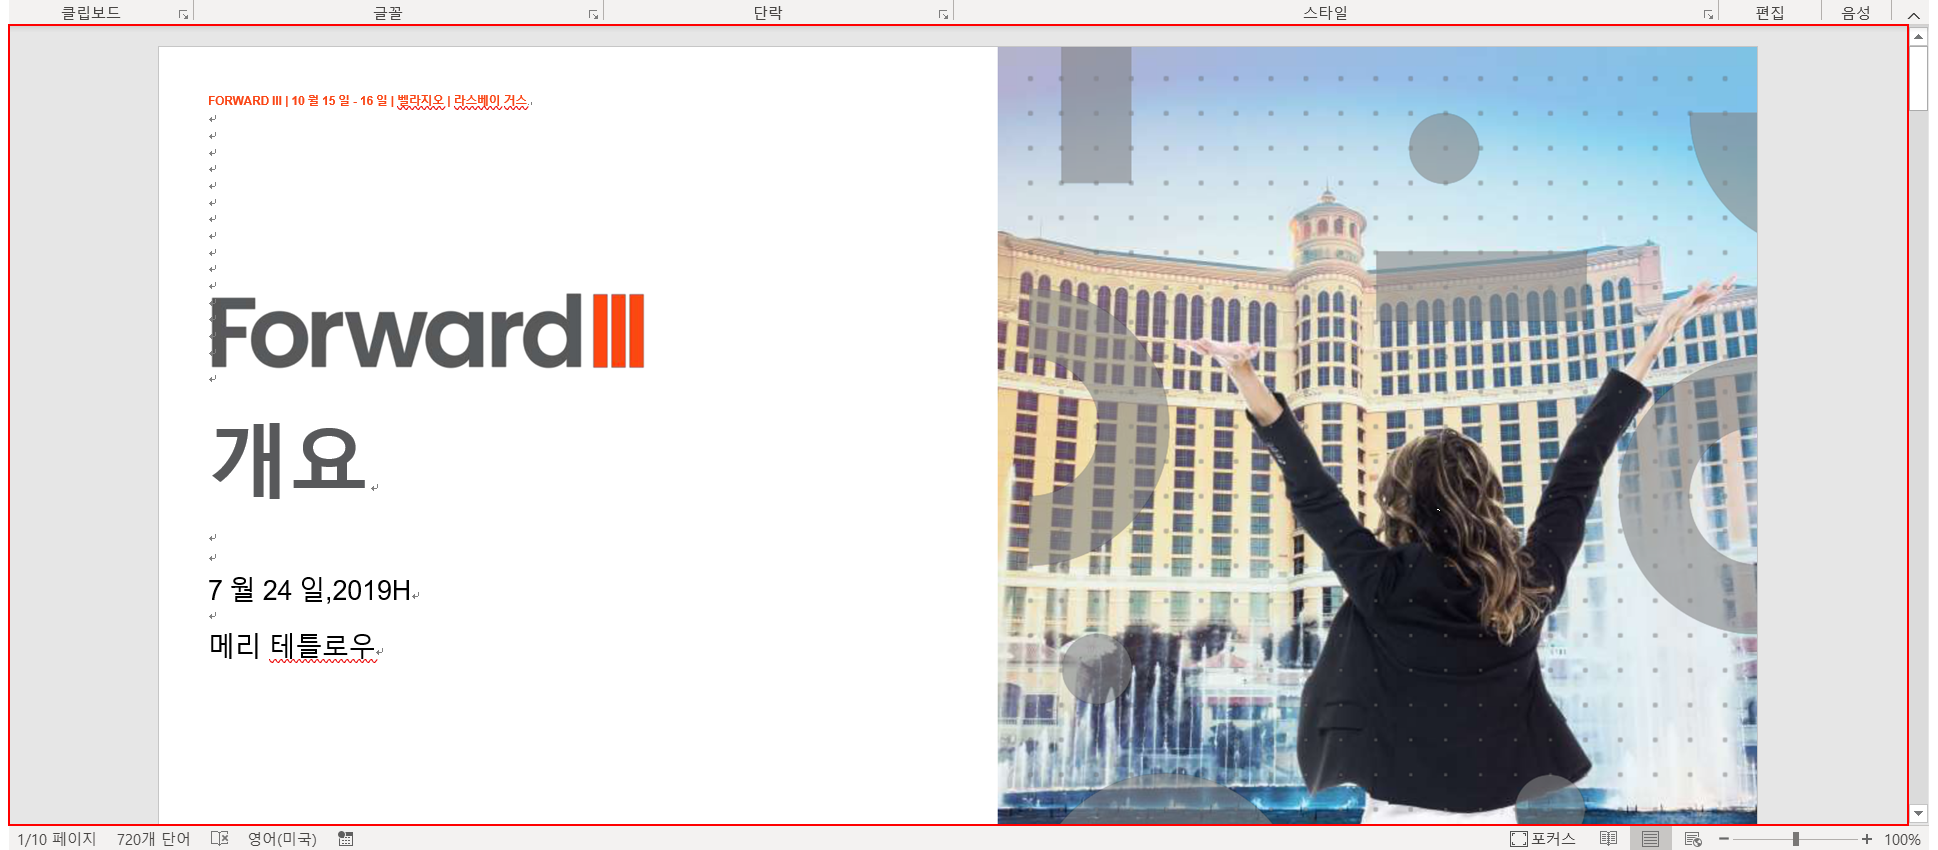 클립보드 글꼴 단락 스타일 편집 음성
FORWARD III | 10 월 15 일 - 16 일 | 벨라지오 | 라스베이 거스
Forward III
개요
7 월 24 일,2019H
메리 테틀로우
1/10 페이지 720개 단어 영어(미국) 포커스 100%